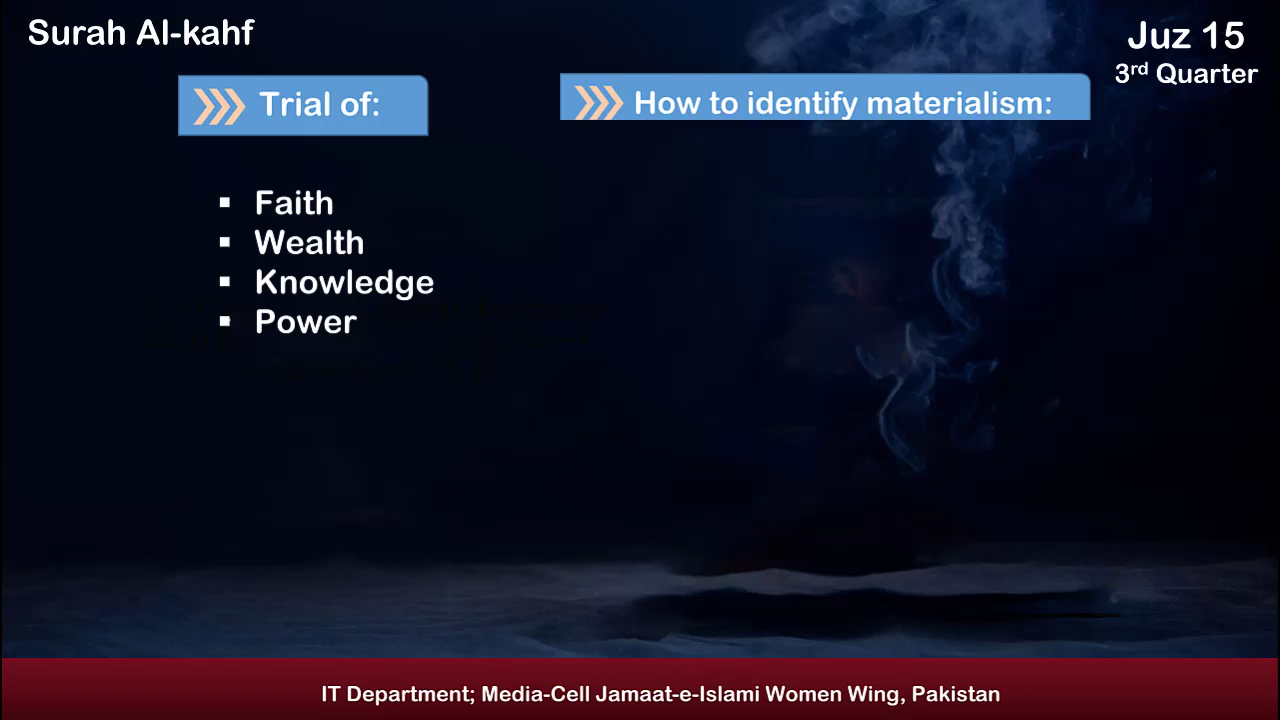 Surah Al-kahf
Juz 15
3rd Quarter
Trial of:
How to identify materialism:
▪ Faith
▪ Wealth
▪ Knowledge
▪ Power
IT Department; Media-Cell Jamaat-e-Islami Women Wing, Pakistan